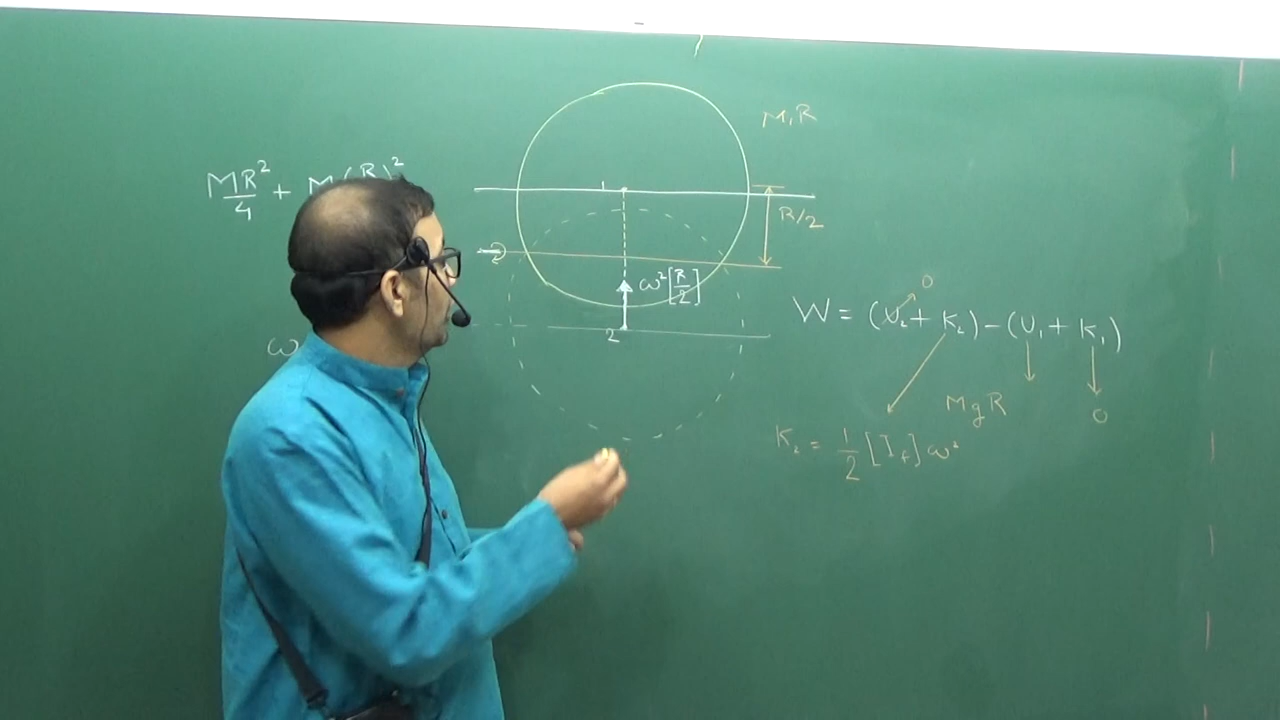 M, R
MR²/4 + M(R)²
1
R/2
ω²[R/2]
2
ω
W = (U₂ + K₂) - (U₁ + K₁)
0
MgR
0
K₂ = 1/2 [I_f] ω²